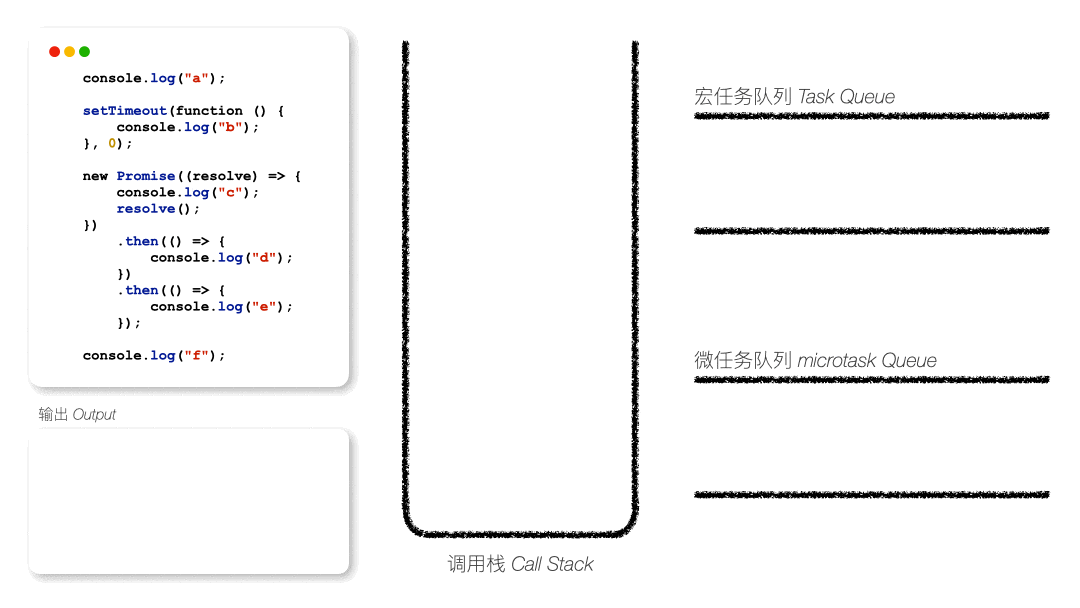 console.log("a");
setTimeout(function () {
    console.log("b");
}, 0);
new Promise((resolve) => {
    console.log("c");
    resolve();
})
    .then(() => {
        console.log("d");
    })
    .then(() => {
        console.log("e");
    });
console.log("f");
输出 Output
调用栈 Call Stack
宏任务队列 Task Queue
微任务队列 microtask Queue